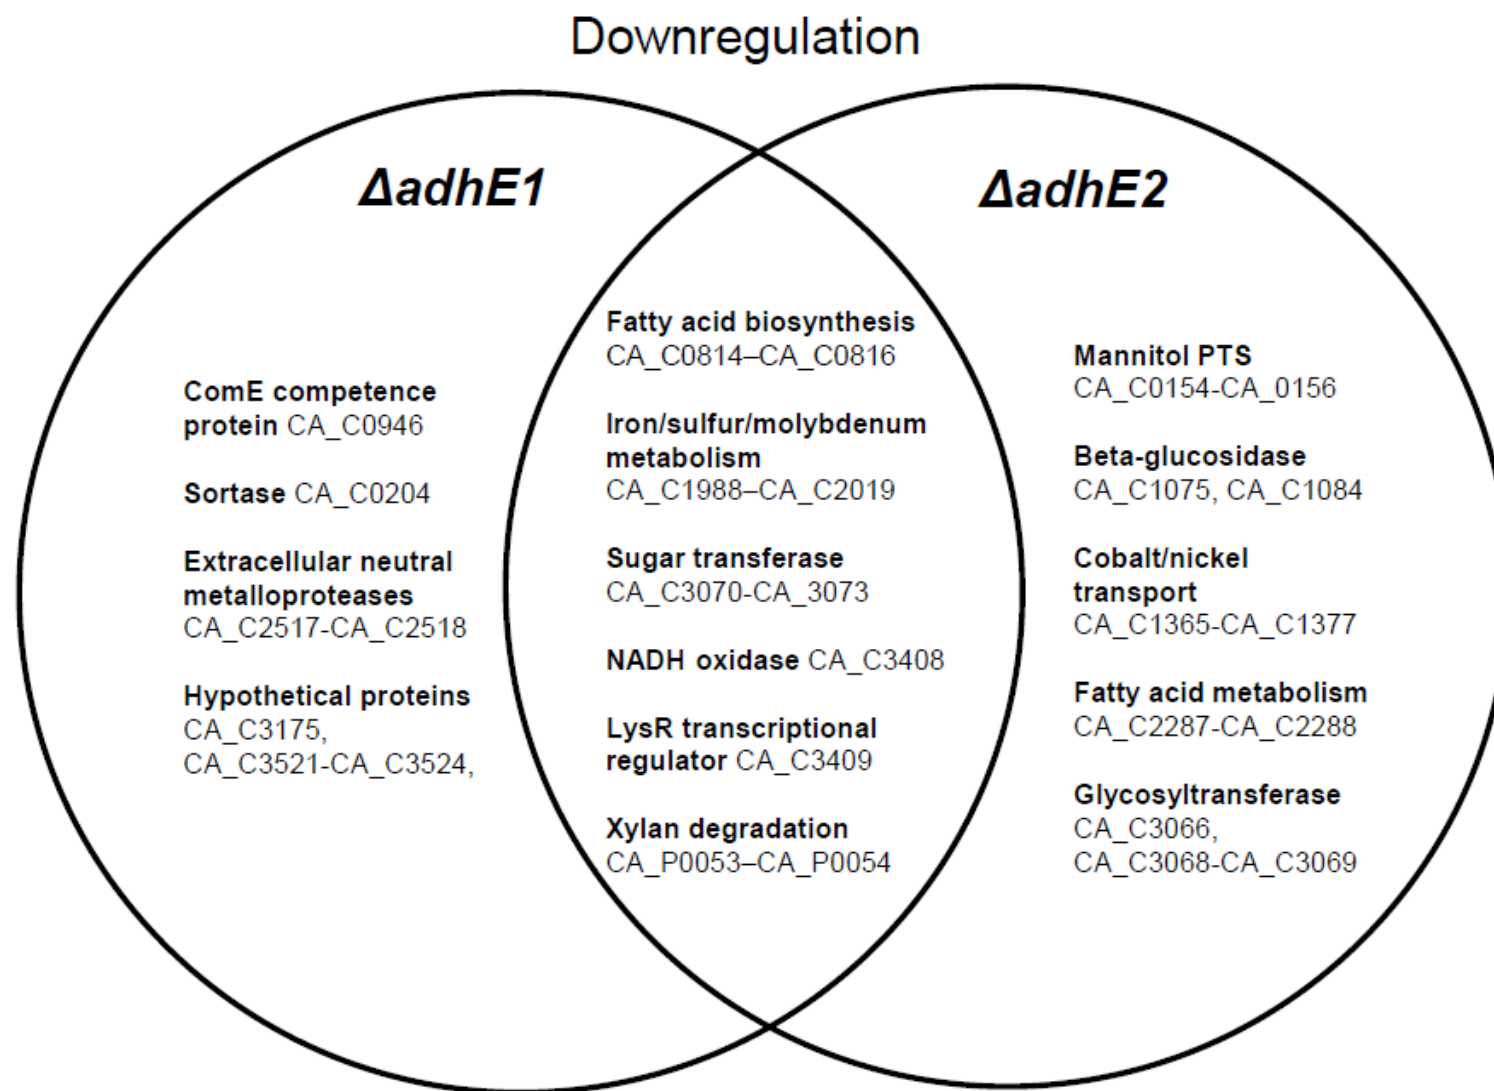 Downregulation
ΔadhE1
ComE competence
protein CA_C0946
Sortase CA_C0204
Extracellular neutral
metalloproteases
CA_C2517-CA_C2518
Hypothetical proteins
CA_C3175,
CA_C3521-CA_C3524,
Fatty acid biosynthesis
CA_C0814–CA_C0816
Iron/sulfur/molybdenum
metabolism
CA_C1988–CA_C2019
Sugar transferase
CA_C3070-CA_3073
NADH oxidase CA_C3408
LysR transcriptional
regulator CA_C3409
Xylan degradation
CA_P0053–CA_P0054
ΔadhE2
Mannitol PTS
CA_C0154-CA_0156
Beta-glucosidase
CA_C1075, CA_C1084
Cobalt/nickel
transport
CA_C1365-CA_C1377
Fatty acid metabolism
CA_C2287-CA_C2288
Glycosyltransferase
CA_C3066,
CA_C3068-CA_C3069